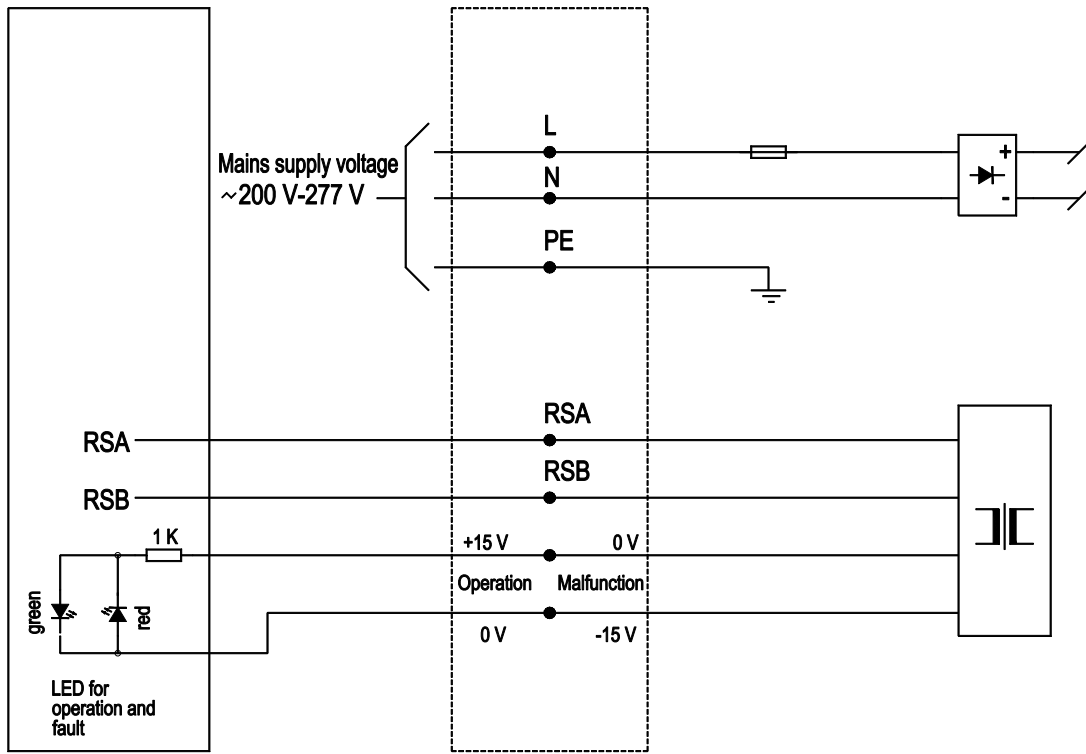 L
Mains supply voltage
~200 V-277 V
N
PE
+
-
RSA
RSA
RSB
RSB
1 K
+15 V
0 V
Operation
Malfunction
green
red
0 V
-15 V
LED for
operation and
fault